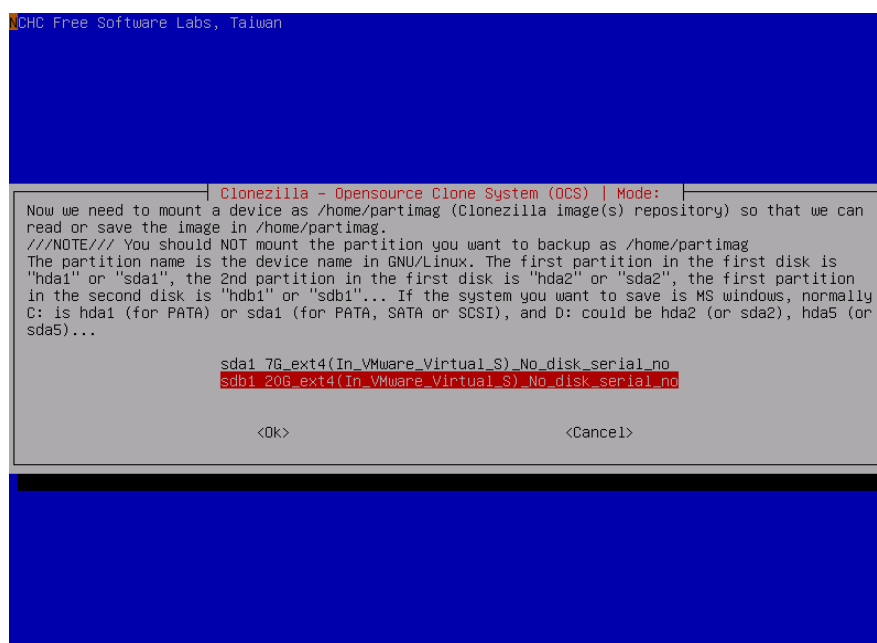 NCHC Free Software Labs, Taiwan
Clonezilla - Opensource Clone System (OCS) | Mode:
Now we need to mount a device as /home/partimag (Clonezilla image(s) repository) so that we can
read or save the image in /home/partimag.
///NOTE/// You should NOT mount the partition you want to backup as /home/partimag
The partition name is the device name in GNU/Linux. The first partition in the first disk is
"hda1" or "sda1", the 2nd partition in the first disk is "hda2" or "sda2", the first partition
in the second disk is "hdb1" or "sdb1"... If the system you want to save is MS windows, normally
C: is hda1 (for PATA) or sda1 (for PATA, SATA or SCSI), and D: could be hda2 (or sda2), hda5 (or
sda5)...
sda1 7G_ext4(In_VMware_Virtual_S)_No_disk_serial_no
sdb1 20G_ext4(In_VMware_Virtual_S)_No_disk_serial_no
<Ok> <Cancel>